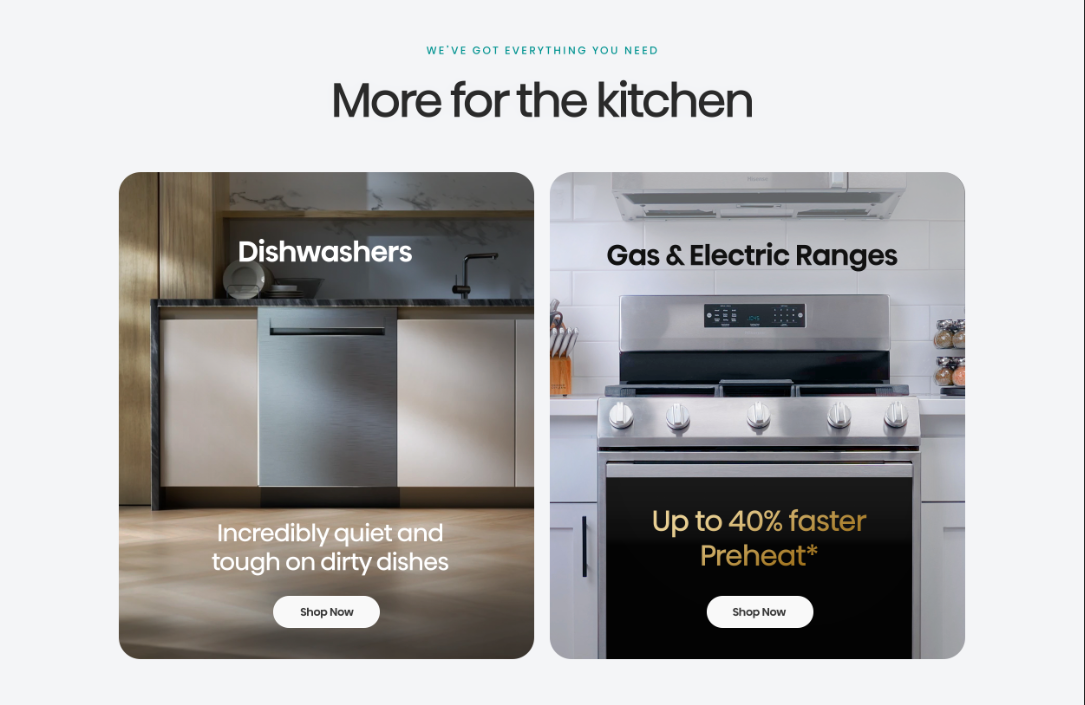 WE'VE GOT EVERYTHING YOU NEED
More for the kitchen
Dishwashers
Incredibly quiet and
tough on dirty dishes
Shop Now
Gas & Electric Ranges
Up to 40% faster
Preheat*
Shop Now